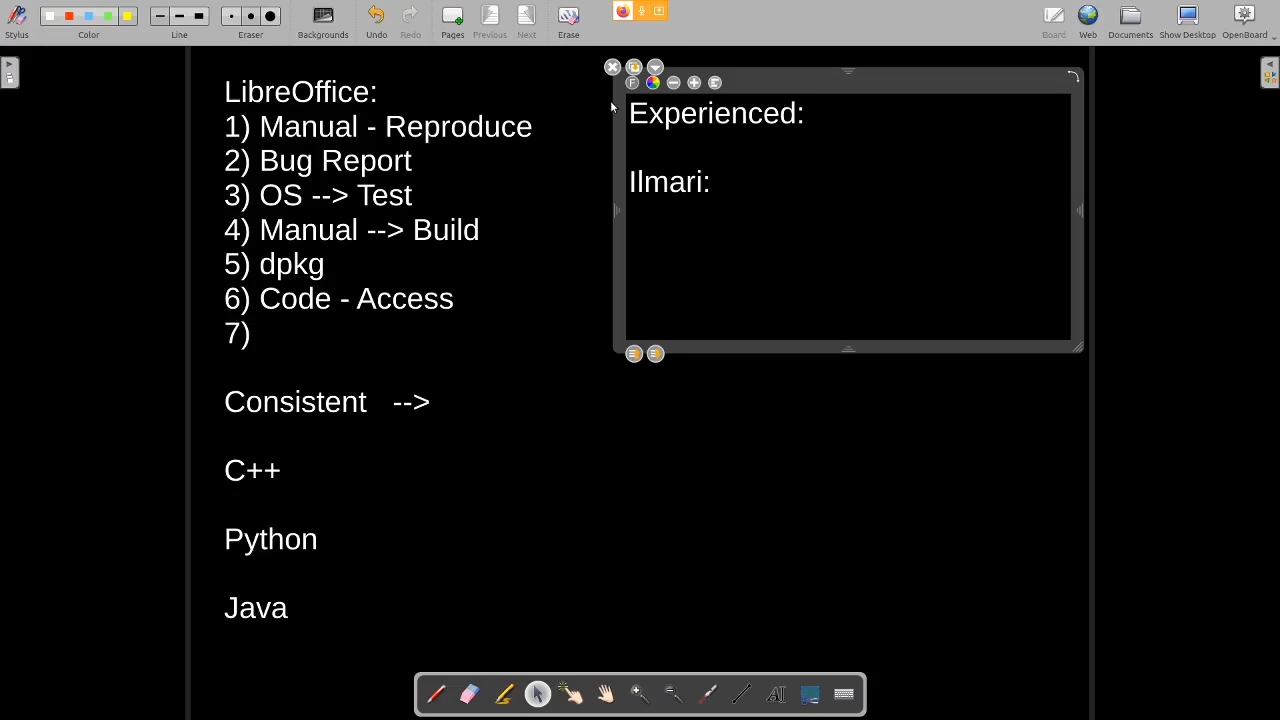 Stylus
Color
Line
Eraser
Backgrounds
Undo
Redo
Pages
Previous
Next
Erase
Board
Web
Documents
Show Desktop
OpenBoard
LibreOffice:
1) Manual - Reproduce
2) Bug Report
3) OS --> Test
4) Manual --> Build
5) dpkg
6) Code - Access
7)
Consistent -->
C++
Python
Java
F
Experienced:
Ilmari:
AI